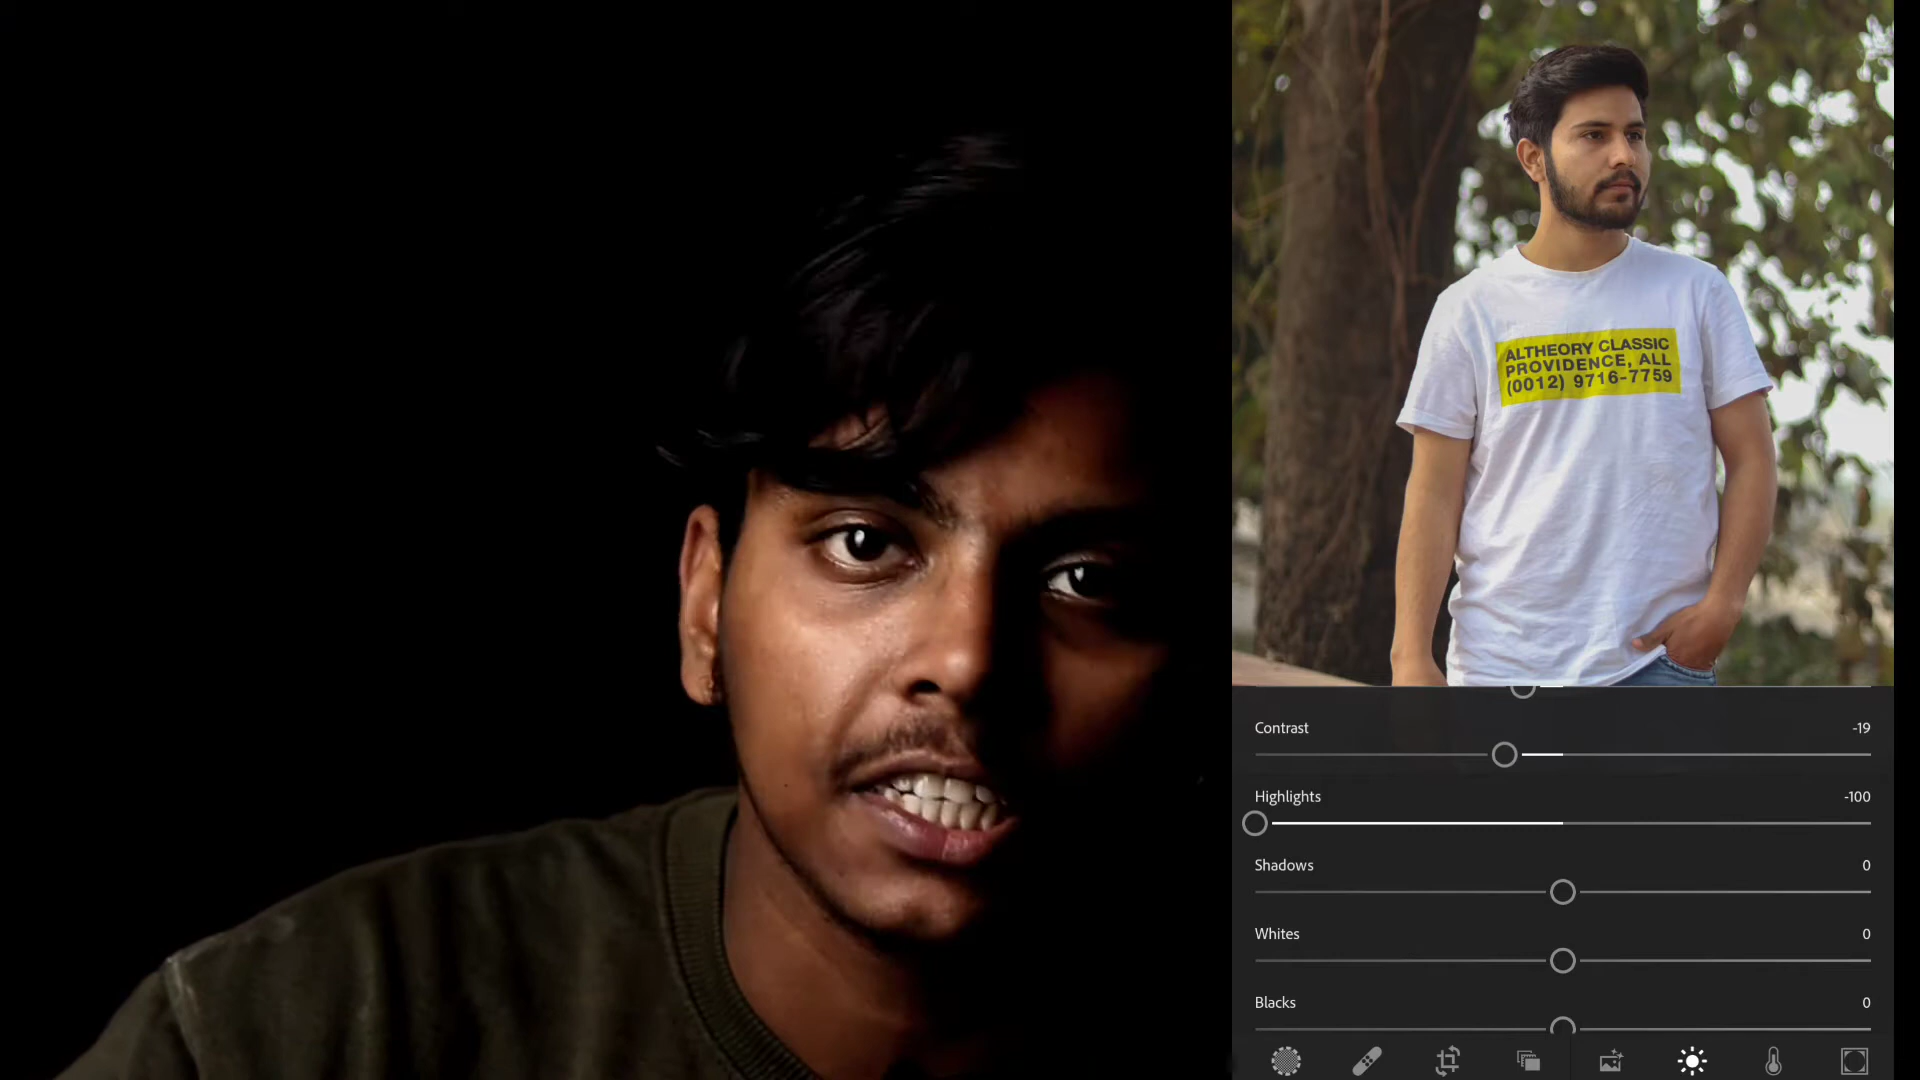 ALTHEORY CLASSIC
PROVIDENCE, ALL
(0012) 9716-7759
Contrast -19
Highlights -100
Shadows 0
Whites 0
Blacks 0